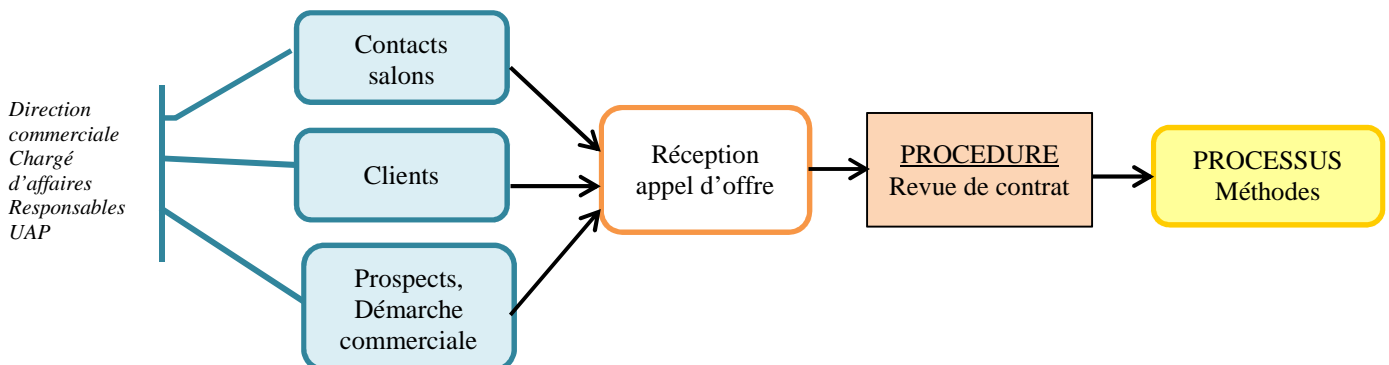 Direction
commerciale
Chargé
d’affaires
Responsables
UAP
Contacts
salons
Clients
Prospects,
Démarche
commerciale
Réception
appel d’offre
PROCEDURE
Revue de contrat
PROCESSUS
Méthodes